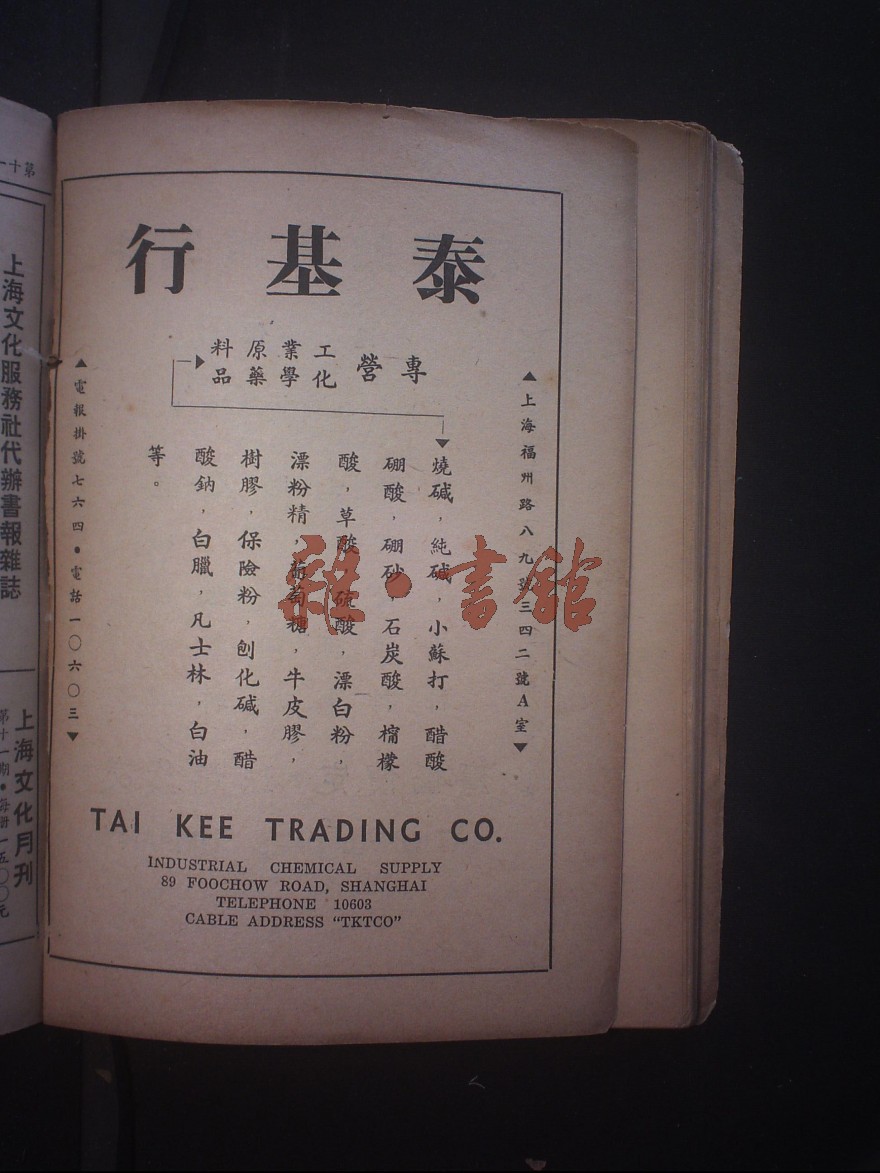 泰基行
專營
工業原料
化學藥品
▲上海福州路八九號三四二號A室▼
燒碱，純碱，小蘇打，醋酸
硼酸，硼砂，石炭酸，檸檬
酸，草酸，硫酸，漂白粉，
漂粉精，葡萄糖，牛皮膠，
樹膠，保險粉，刨化碱，醋
酸鈉，白臘，凡士林，白油
等。
▲電報掛號七六四●電話一〇六〇三▼
TAI KEE TRADING CO.
INDUSTRIAL CHEMICAL SUPPLY
89 FOOCHOW ROAD, SHANGHAI
TELEPHONE 10603
CABLE ADDRESS “TKTCO”
雜·書館
第十一
上海文化服務社代辦書報雜誌
上海文化月刊
第十一期●每冊一五〇〇元